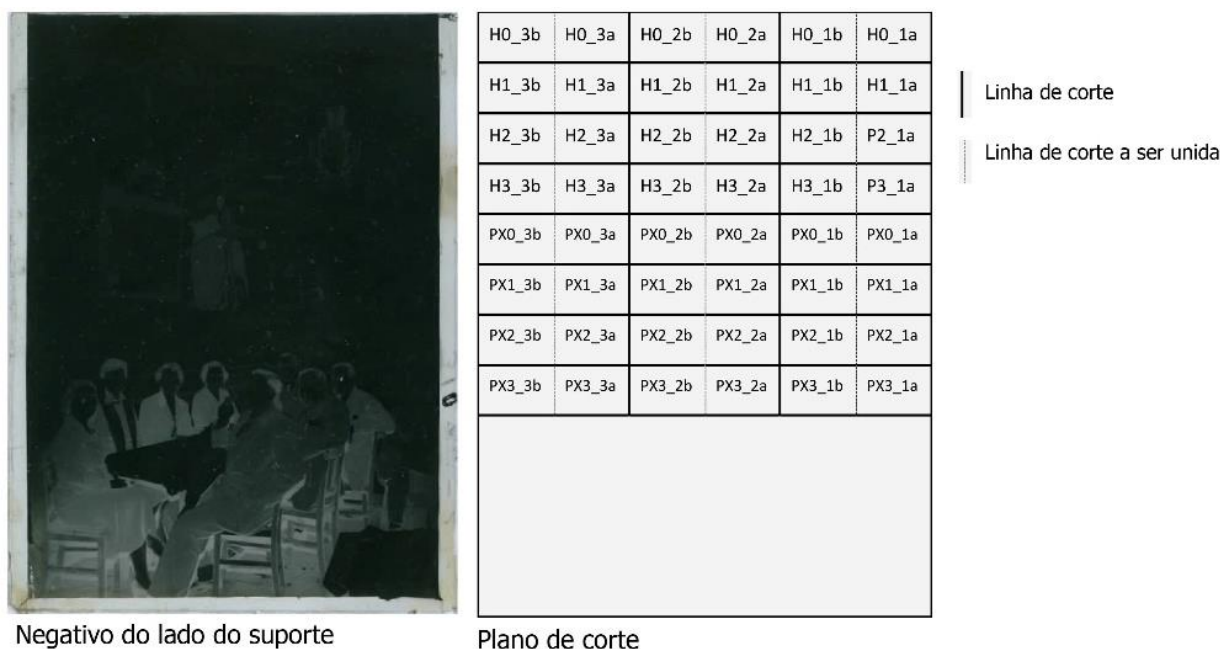 H0_3b H0_3a H0_2b H0_2a H0_1b H0_1a
H1_3b H1_3a H1_2b H1_2a H1_1b H1_1a
H2_3b H2_3a H2_2b H2_2a H2_1b P2_1a
H3_3b H3_3a H3_2b H3_2a H3_1b P3_1a
PX0_3b PX0_3a PX0_2b PX0_2a PX0_1b PX0_1a
PX1_3b PX1_3a PX1_2b PX1_2a PX1_1b PX1_1a
PX2_3b PX2_3a PX2_2b PX2_2a PX2_1b PX2_1a
PX3_3b PX3_3a PX3_2b PX3_2a PX3_1b PX3_1a
Linha de corte
Linha de corte a ser unida
Negativo do lado do suporte
Plano de corte